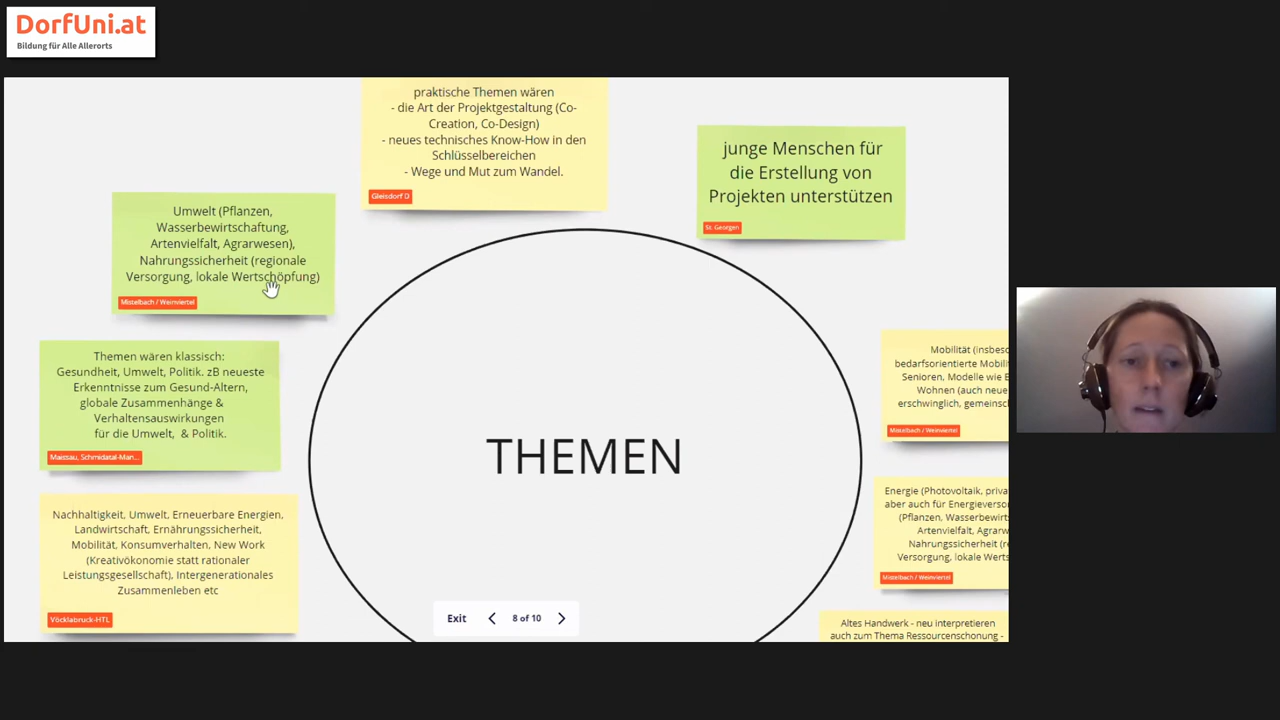 DorfUni.at
Bildung für Alle Allerorts
praktische Themen wären
- die Art der Projektgestaltung (Co-
Creation, Co-Design)
- neues technisches Know-How in den
Schlüsselbereichen
- Wege und Mut zum Wandel.
Gleisdorf O
junge Menschen für
die Erstellung von
Projekten unterstützen
St. Georgen
Umwelt (Pflanzen,
Wasserbewirtschaftung,
Artenvielfalt, Agrarwesen),
Nahrungssicherheit (regionale
Versorgung, lokale Wertschöpfung)
Mistelbach / Weinviertel
Themen wären klassisch:
Gesundheit, Umwelt, Politik. zB neueste
Erkenntnisse zum Gesund-Altern,
globale Zusammenhänge &
Verhaltensauswirkungen
für die Umwelt, & Politik.
Maissau, Schmidatal-Man...
Nachhaltigkeit, Umwelt, Erneuerbare Energien,
Landwirtschaft, Ernährungssicherheit,
Mobilität, Konsumverhalten, New Work
(Kreativökonomie statt rationaler
Leistungsgesellschaft), Intergenerationales
Zusammenleben etc
Vöcklabruck-HTL
THEMEN
Mobilität (insbeso
bedarfsorientierte Mobili
Senioren, Modelle wie
Wohnen (auch neue
erschwinglich, gemeinsc
Mistelbach / Weinviertel
Energie (Photovoltaik, priva
aber auch für Energieverso
(Pflanzen, Wasserbewirts
Artenvielfalt, Agrarw
Nahrungssicherheit (re
Versorgung, lokale Werts
Mistelbach / Weinviertel
Altes Handwerk - neu interpretieren
auch zum Thema Ressourcenschonung -
Exit
8 of 10